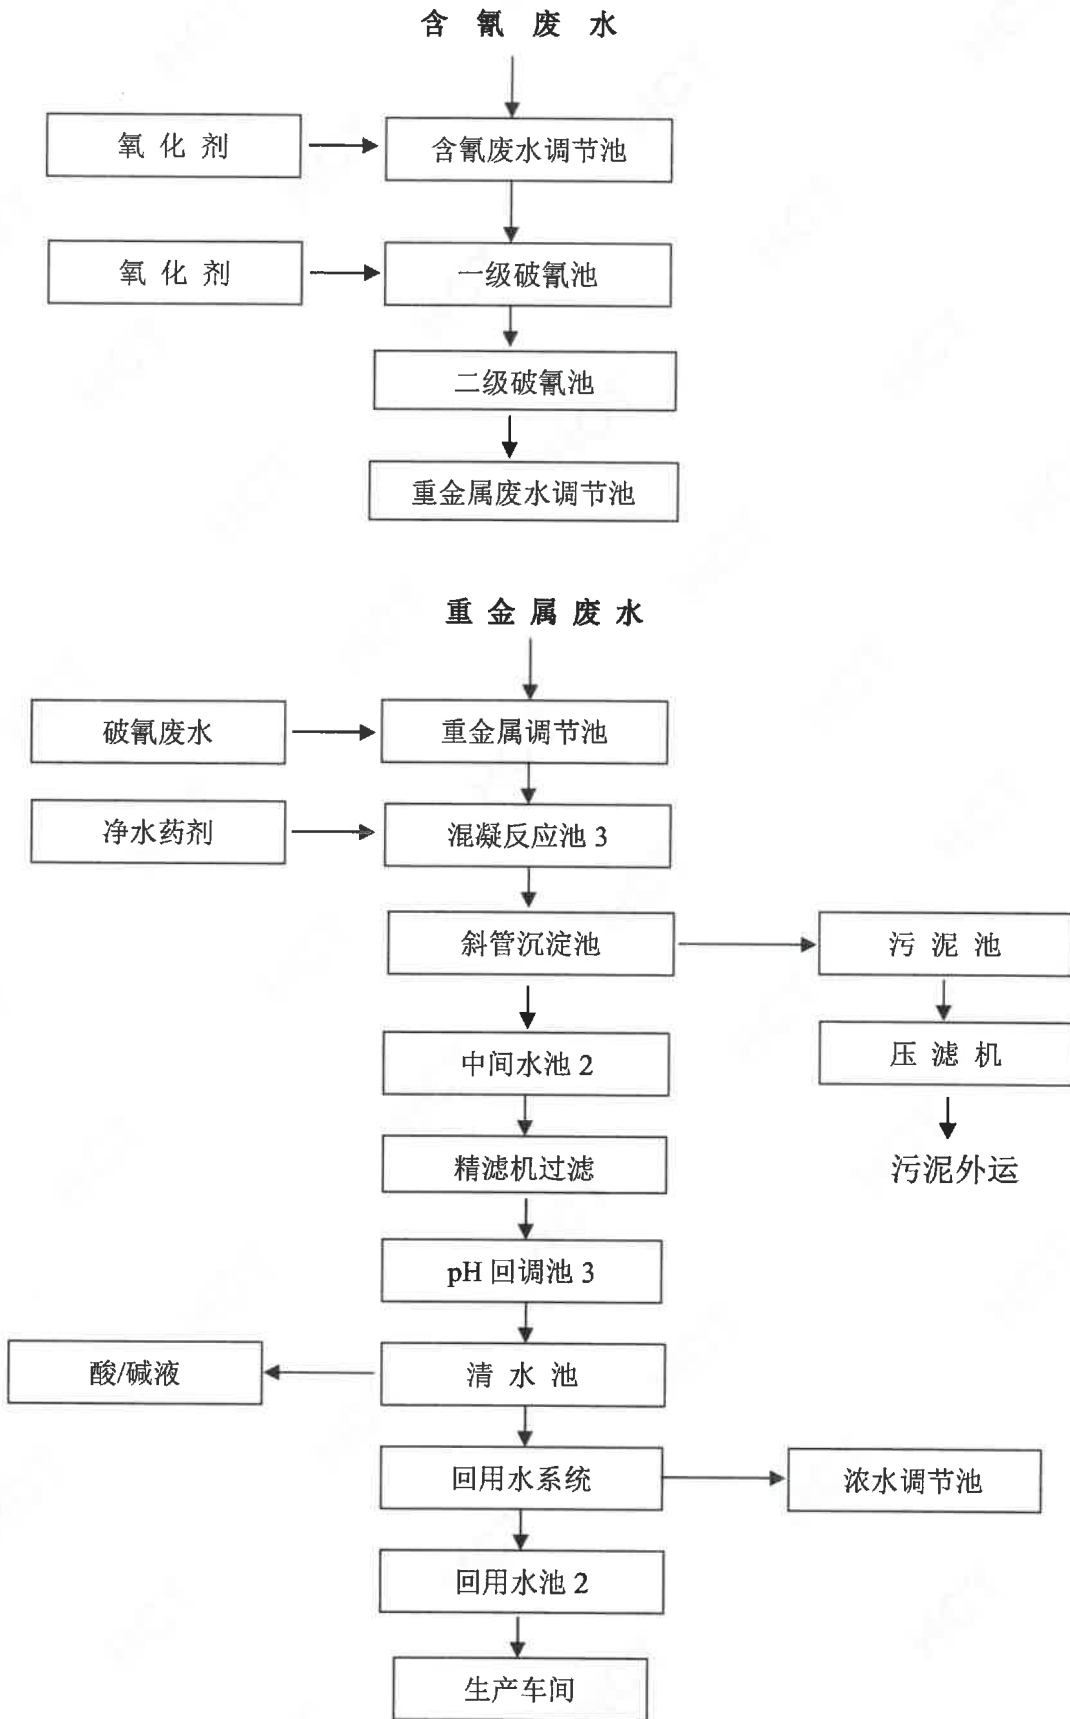 含氰废水
氧化剂
含氰废水调节池
氧化剂
一级破氰池
二级破氰池
重金属废水调节池
重金属废水
破氰废水
重金属调节池
净水药剂
混凝反应池 3
斜管沉淀池
污泥池
中间水池 2
压滤机
精滤机过滤
污泥外运
pH 回调池 3
酸/碱液
清水池
回用水系统
浓水调节池
回用水池 2
生产车间